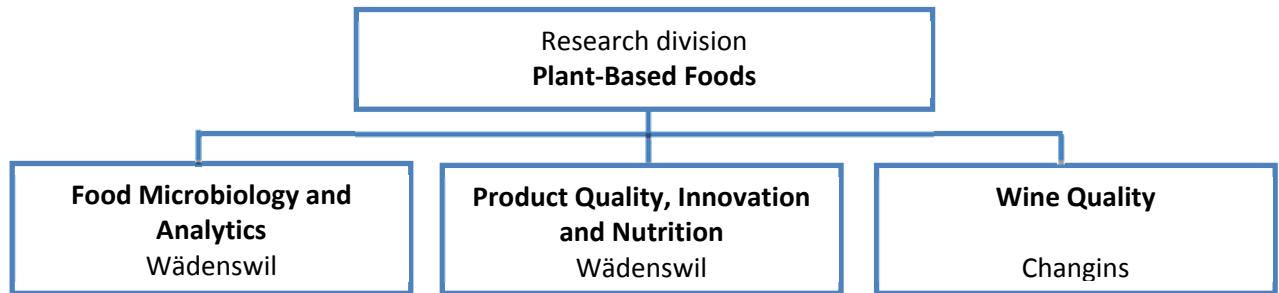 Research division
Plant-Based Foods
Food Microbiology and
Analytics
Wädenswil
Product Quality, Innovation
and Nutrition
Wädenswil
Wine Quality
Changins